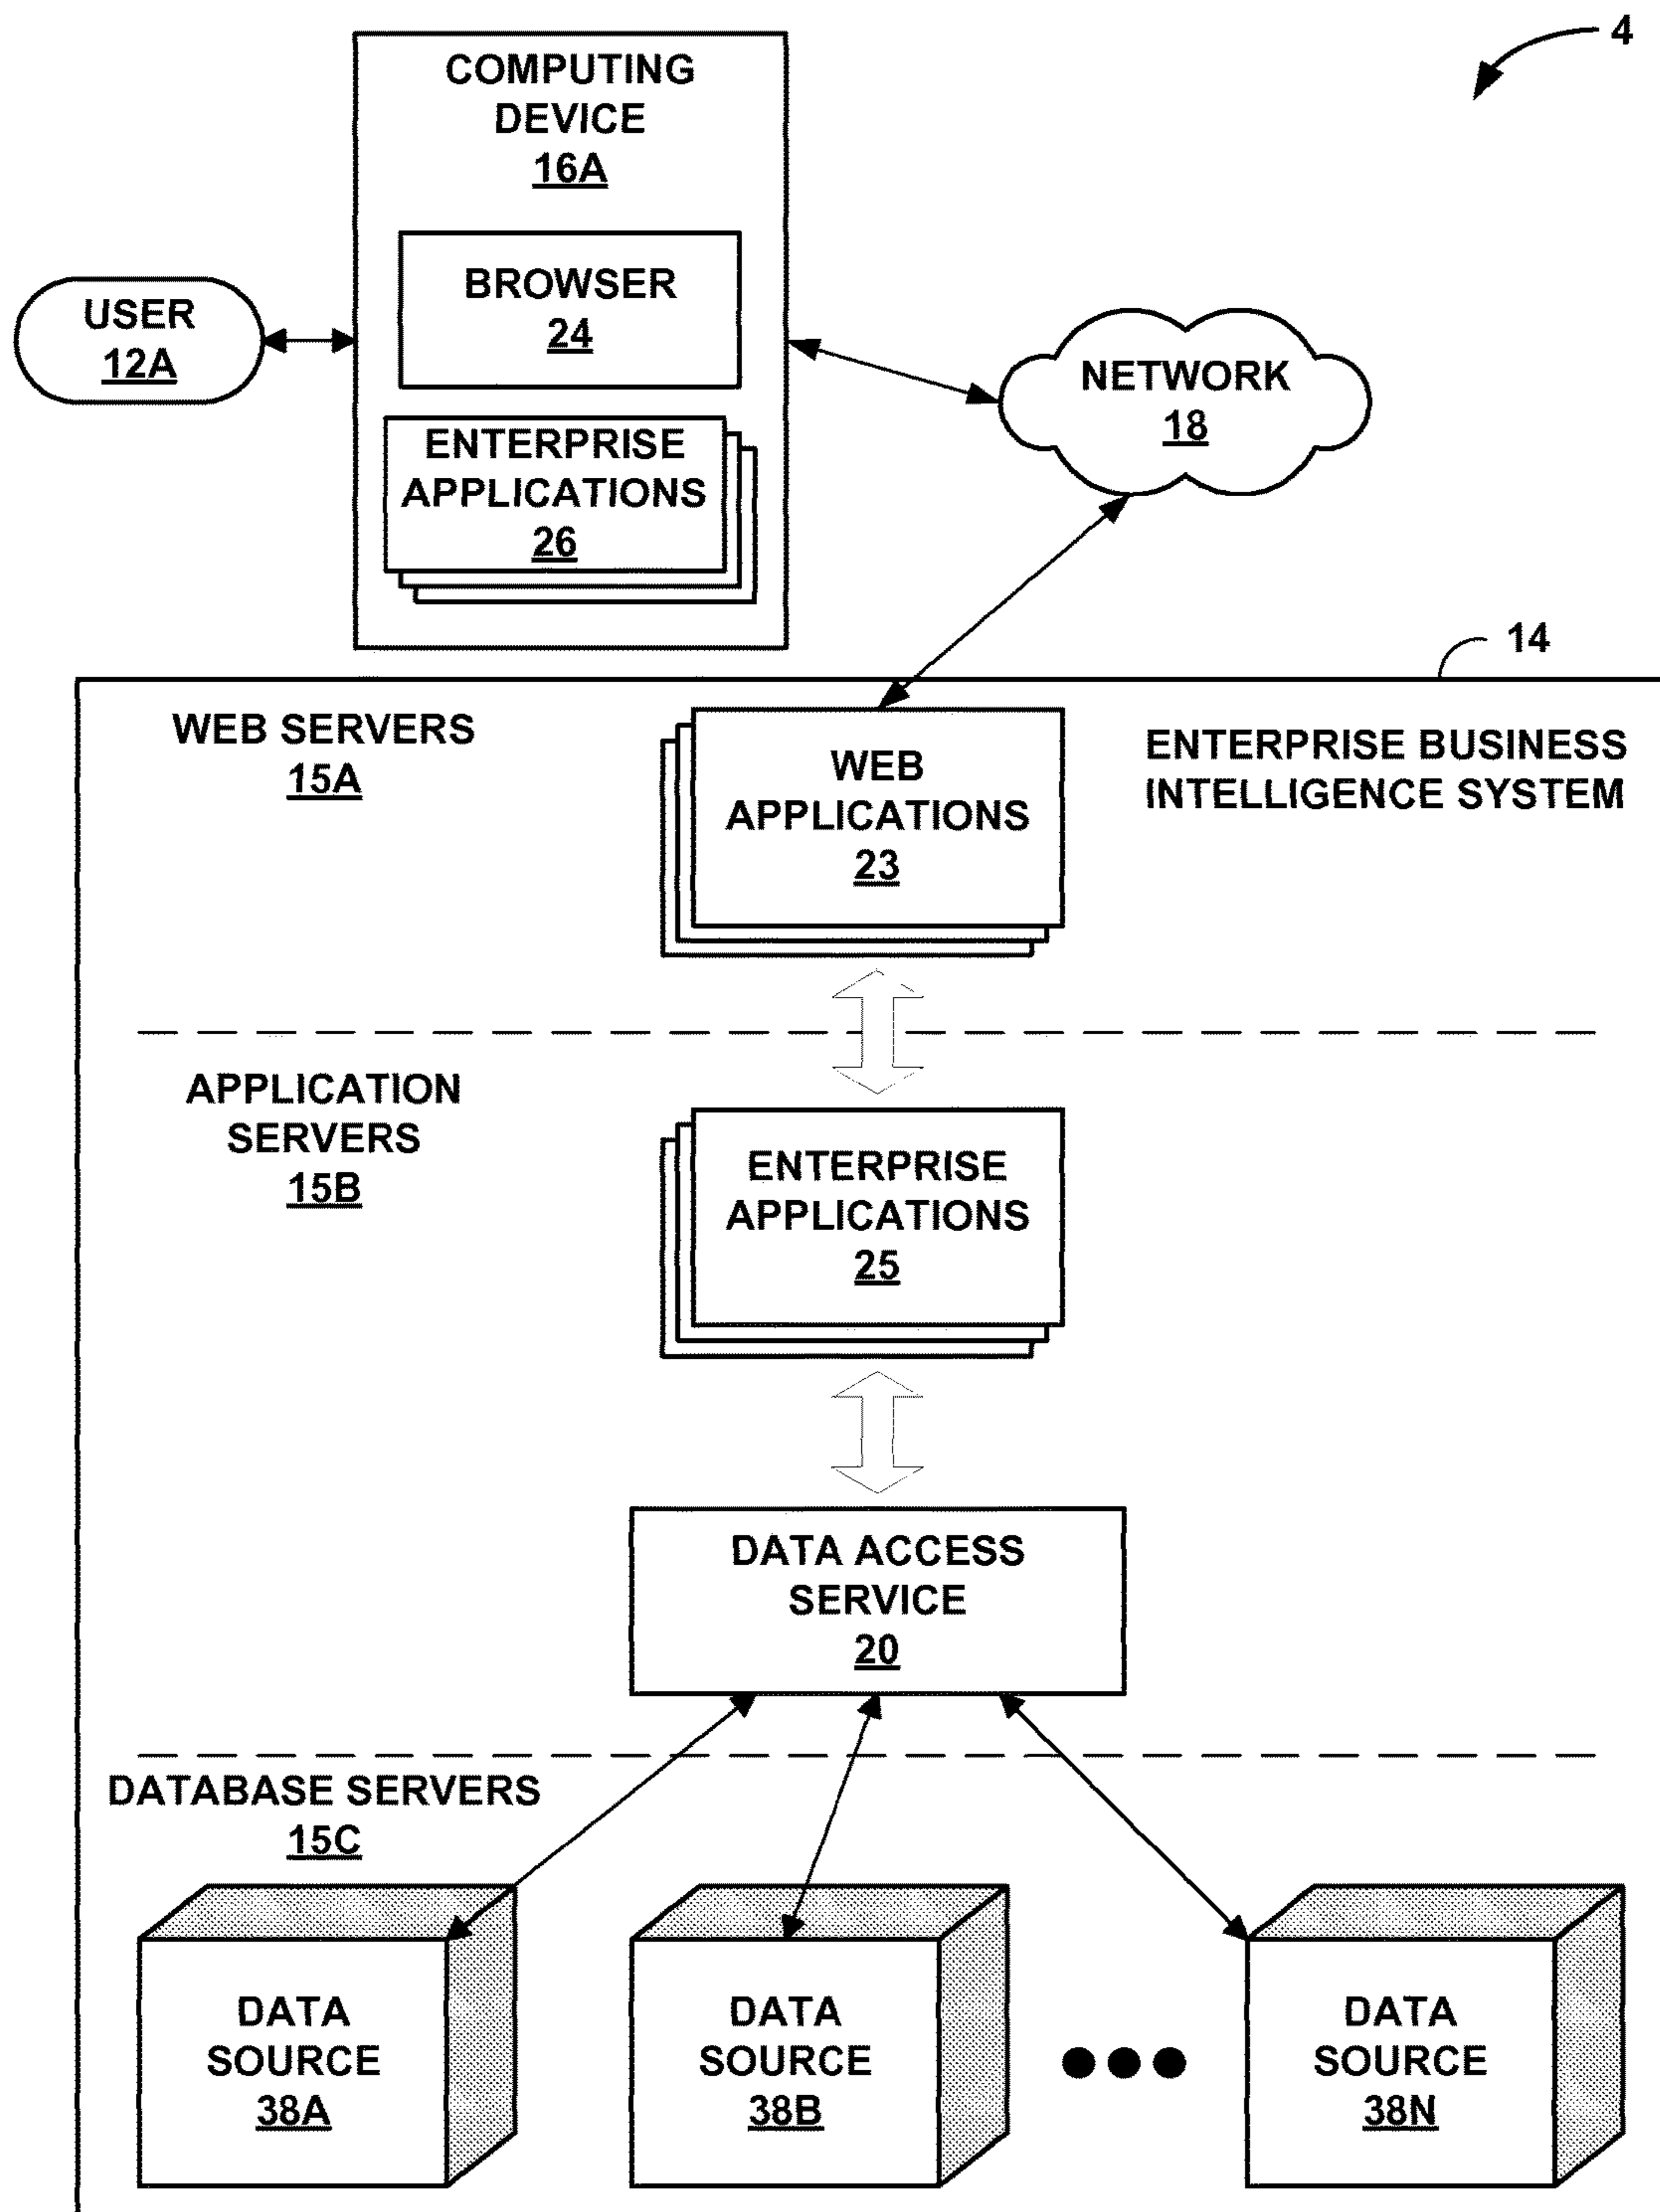 4
COMPUTING
DEVICE
16A
BROWSER
24
USER
12A
ENTERPRISE
APPLICATIONS
26
NETWORK
18
14
WEB SERVERS
15A
WEB
APPLICATIONS
23
ENTERPRISE BUSINESS
INTELLIGENCE SYSTEM
APPLICATION
SERVERS
15B
ENTERPRISE
APPLICATIONS
25
DATA ACCESS
SERVICE
20
DATABASE SERVERS
15C
DATA
SOURCE
38A
DATA
SOURCE
38B
DATA
SOURCE
38N